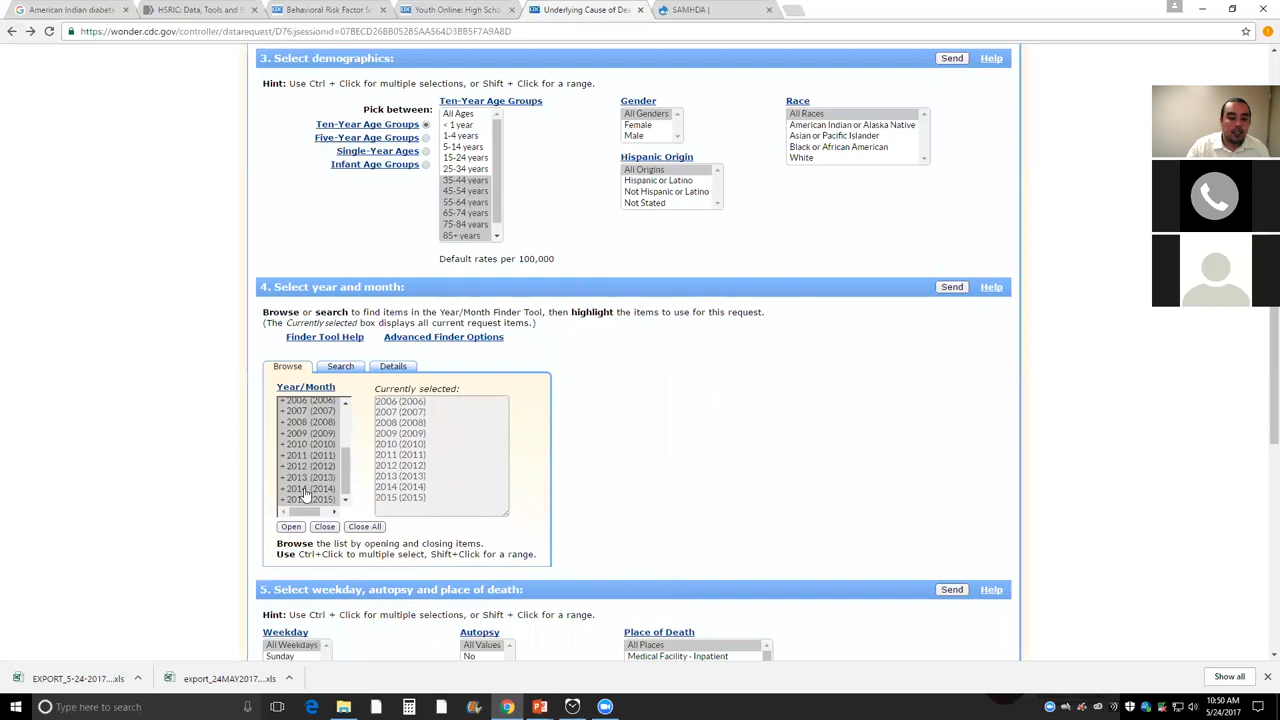 American Indian diabete
HSRIC: Data, Tools and S
Behavioral Risk Factor S
Youth Online: High Scho
Underlying Cause of Dea
SAMHDA |
https://wonder.cdc.gov/controller/datarequest/D76;jsessionid=07BECD26BB05285AA564D3BB5F7A9A8D
3. Select demographics:
Send
Help
Hint: Use Ctrl + Click for multiple selections, or Shift + Click for a range.
Pick between:
Ten-Year Age Groups
Five-Year Age Groups
Single-Year Ages
Infant Age Groups
Ten-Year Age Groups
All Ages
< 1 year
1-4 years
5-14 years
15-24 years
25-34 years
35-44 years
45-54 years
55-64 years
65-74 years
75-84 years
85+ years
Default rates per 100,000
Gender
All Genders
Female
Male
Hispanic Origin
All Origins
Hispanic or Latino
Not Hispanic or Latino
Not Stated
Race
All Races
American Indian or Alaska Native
Asian or Pacific Islander
Black or African American
White
4. Select year and month:
Send
Help
Browse or search to find items in the Year/Month Finder Tool, then highlight the items to use for this request.
(The Currently selected box displays all current request items.)
Finder Tool Help
Advanced Finder Options
Browse
Search
Details
Year/Month
+ 2006 (2006)
+ 2007 (2007)
+ 2008 (2008)
+ 2009 (2009)
+ 2010 (2010)
+ 2011 (2011)
+ 2012 (2012)
+ 2013 (2013)
+ 2014 (2014)
+ 2015 (2015)
Currently selected:
2006 (2006)
2007 (2007)
2008 (2008)
2009 (2009)
2010 (2010)
2011 (2011)
2012 (2012)
2013 (2013)
2014 (2014)
2015 (2015)
Open
Close
Close All
Browse the list by opening and closing items.
Use Ctrl+Click to multiple select, Shift+Click for a range.
5. Select weekday, autopsy and place of death:
Send
Help
Hint: Use Ctrl + Click for multiple selections, or Shift + Click for a range.
Weekday
All Weekdays
Sunday
Autopsy
All Values
No
Place of Death
All Places
Medical Facility - Inpatient
EXPORT_5-24-2017....xls
export_24MAY2017....xls
Show all
Type here to search
10:50 AM
5/24/2017